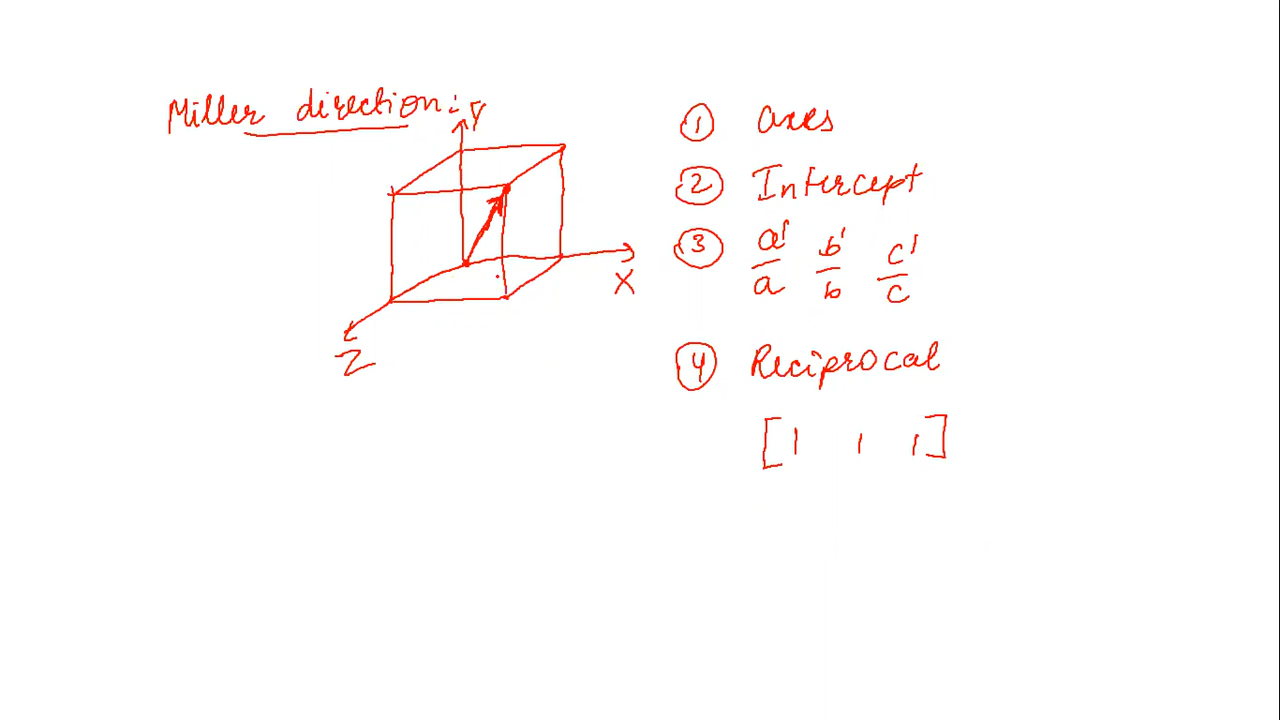 Miller direction:
Y
X
Z
① axes
② Intercept
③ a'/a b'/b c'/c
④ Reciprocal
[1 1 1]